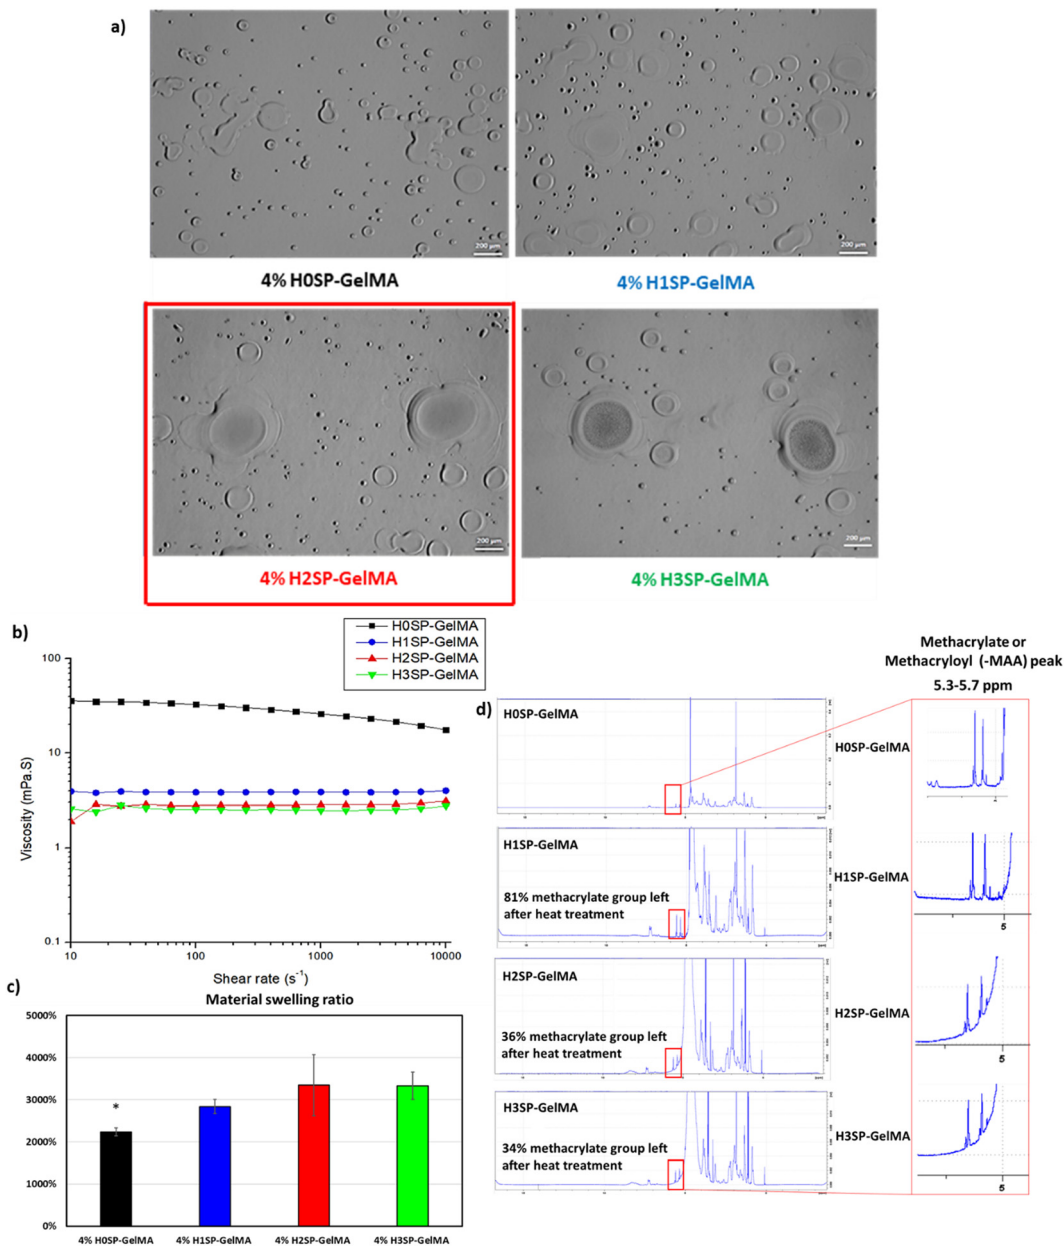 a)
200 µm
200 µm
4% H0SP-GelMA
4% H1SP-GelMA
200 µm
200 µm
4% H2SP-GelMA
4% H3SP-GelMA
b)
H0SP-GelMA
H1SP-GelMA
H2SP-GelMA
H3SP-GelMA
100
10
1
0.1
Viscosity (mPa.S)
10
100
1000
10000
Shear rate (s⁻¹)
c)
Material swelling ratio
5000%
4000%
3000%
2000%
1000%
0%
*
4% H0SP-GelMA
4% H1SP-GelMA
4% H2SP-GelMA
4% H3SP-GelMA
d)
Methacrylate or
Methacryloyl (-MAA) peak
5.3-5.7 ppm
H0SP-GelMA
H0SP-GelMA
H1SP-GelMA
81% methacrylate group left
after heat treatment
H1SP-GelMA
5
H2SP-GelMA
36% methacrylate group left
after heat treatment
H2SP-GelMA
5
H3SP-GelMA
34% methacrylate group left
after heat treatment
H3SP-GelMA
5